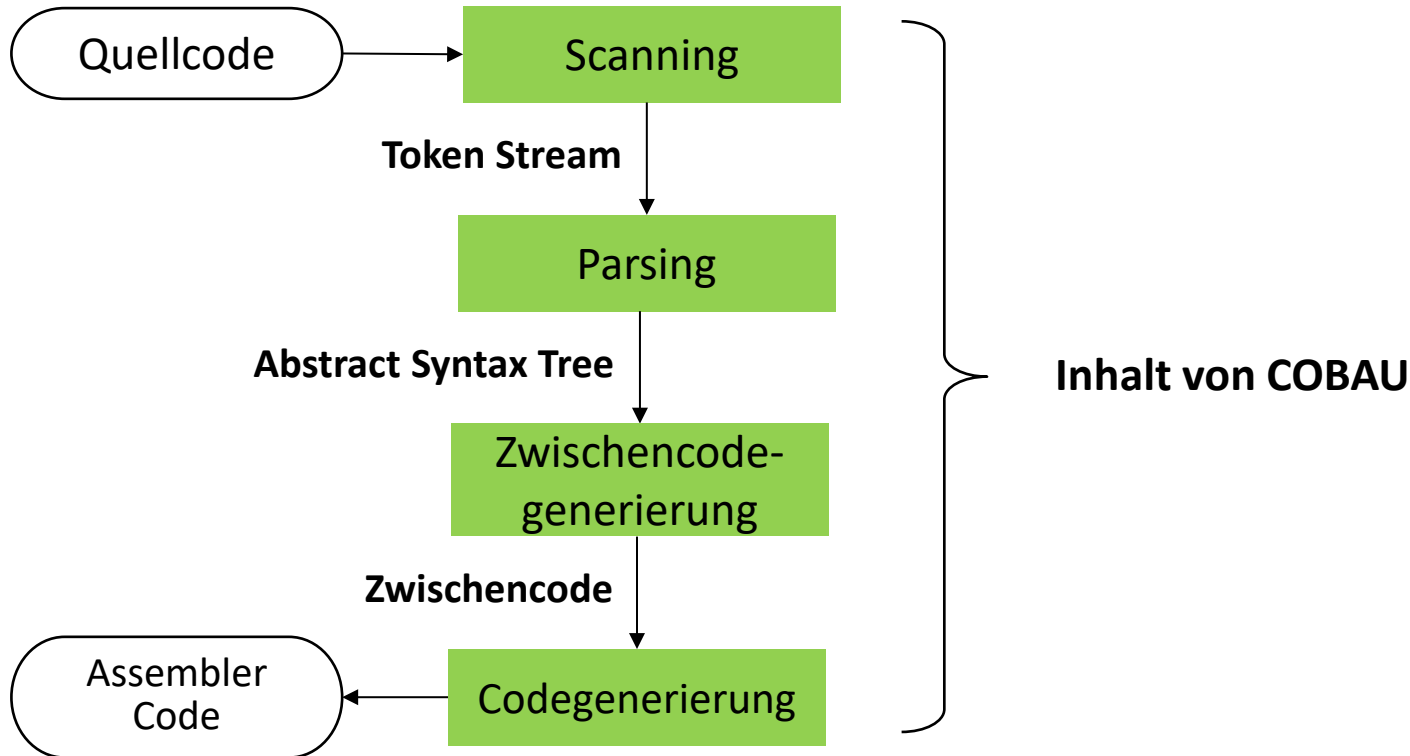 Quellcode
Scanning
Token Stream
Parsing
Abstract Syntax Tree
Inhalt von COBAU
Zwischencode-
generierung
Zwischencode
Assembler
Code
Codegenerierung